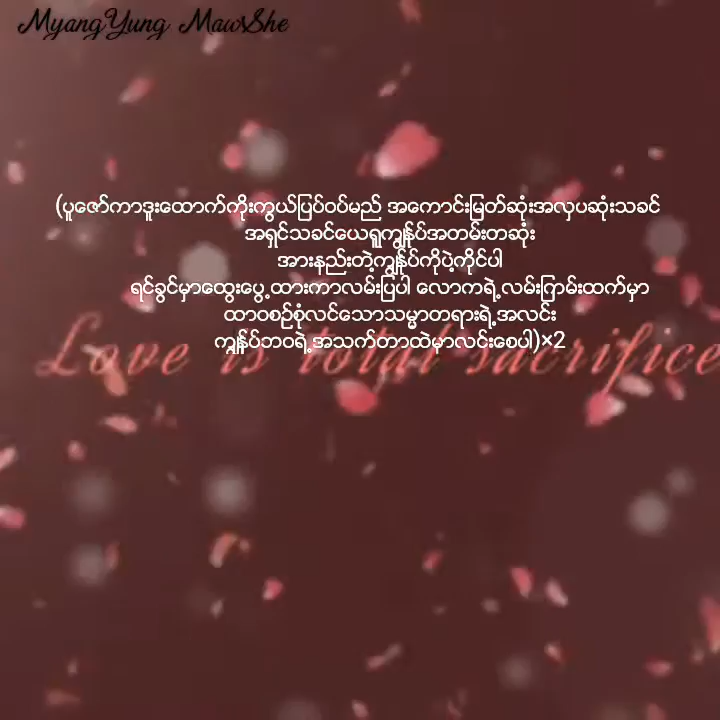 MyangYung MawsShe
(ပူဇော်ကာဒူးထောက်ကိုးကွယ်ပြပ်ဝပ်မည် အကောင်းမြတ်ဆုံးအလှပဆုံးသခင်
အရှင်သခင်ယေရှုကျွန်ုပ်အတမ်းတဆုံး
အားနည်းတဲ့ကျွန်ုပ်ကိုပဲ့ကိုင်ပါ
ရင်ခွင်မှာထွေးပွေ့ထားကာလမ်းပြပါ လောကရဲ့လမ်းကြမ်းထက်မှာ
ထာဝစဉ်စုံလင်သောသမ္မာတရားရဲ့အလင်း
ကျွန်ုပ်ဘဝရဲ့အသက်တာထဲမှာလင်းစေပါ)×2
Love is total sacrifice